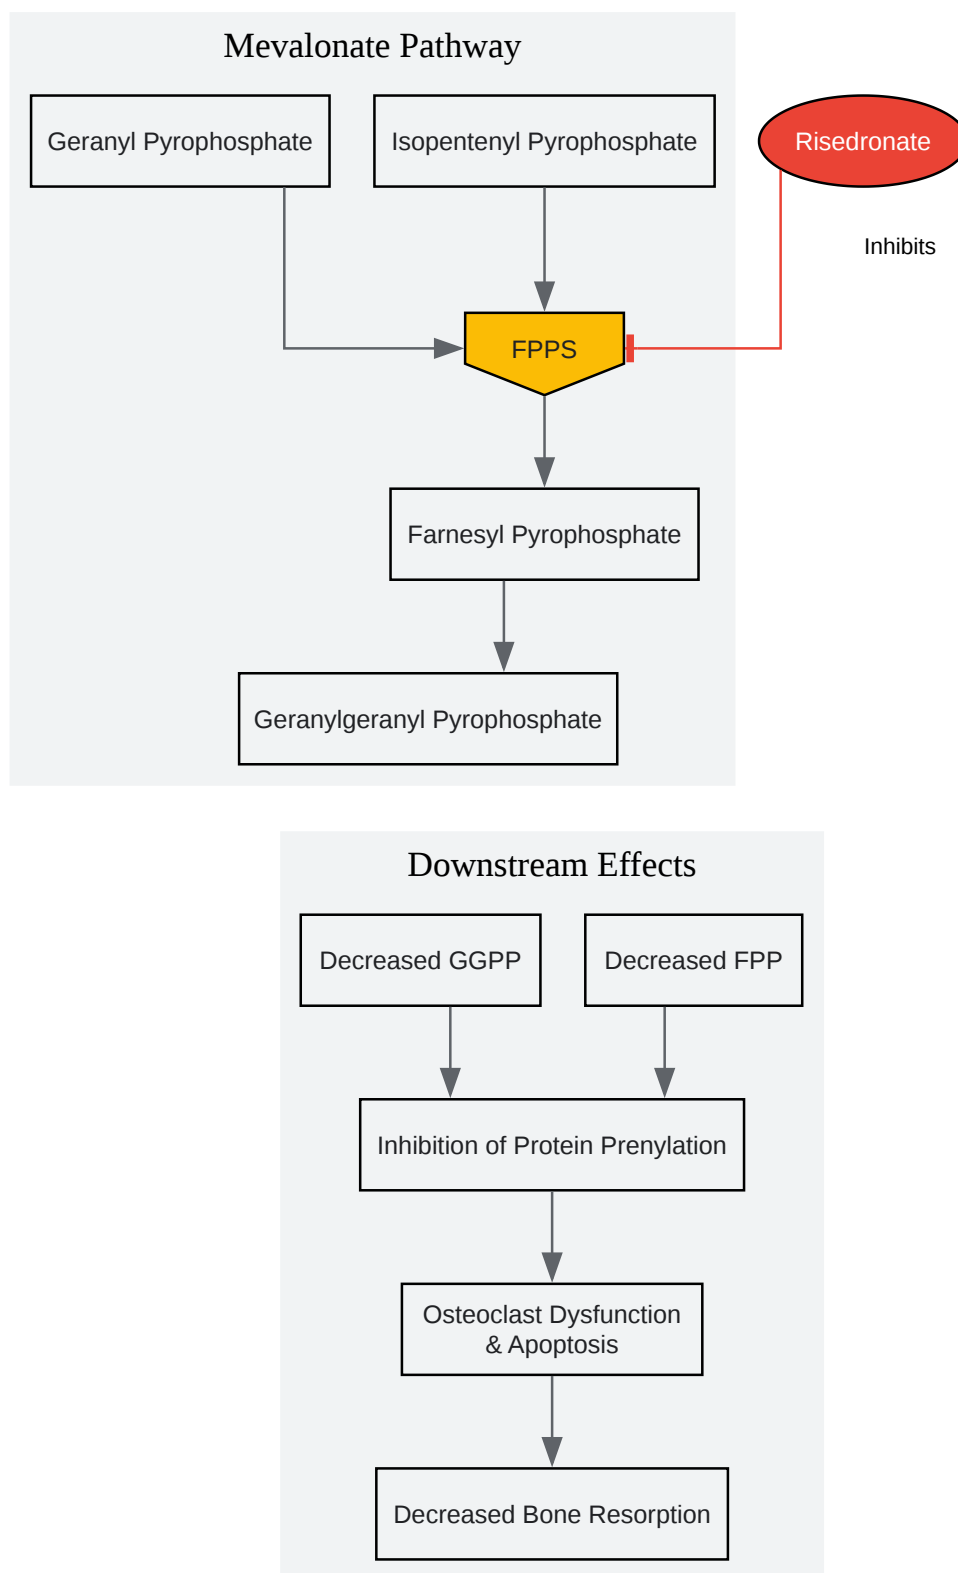 Mevalonate Pathway
Geranyl Pyrophosphate
Isopentenyl Pyrophosphate
Risedronate
Inhibits
FPPS
Farnesyl Pyrophosphate
Geranylgeranyl Pyrophosphate
Downstream Effects
Decreased GGPP
Decreased FPP
Inhibition of Protein Prenylation
Osteoclast Dysfunction
& Apoptosis
Decreased Bone Resorption